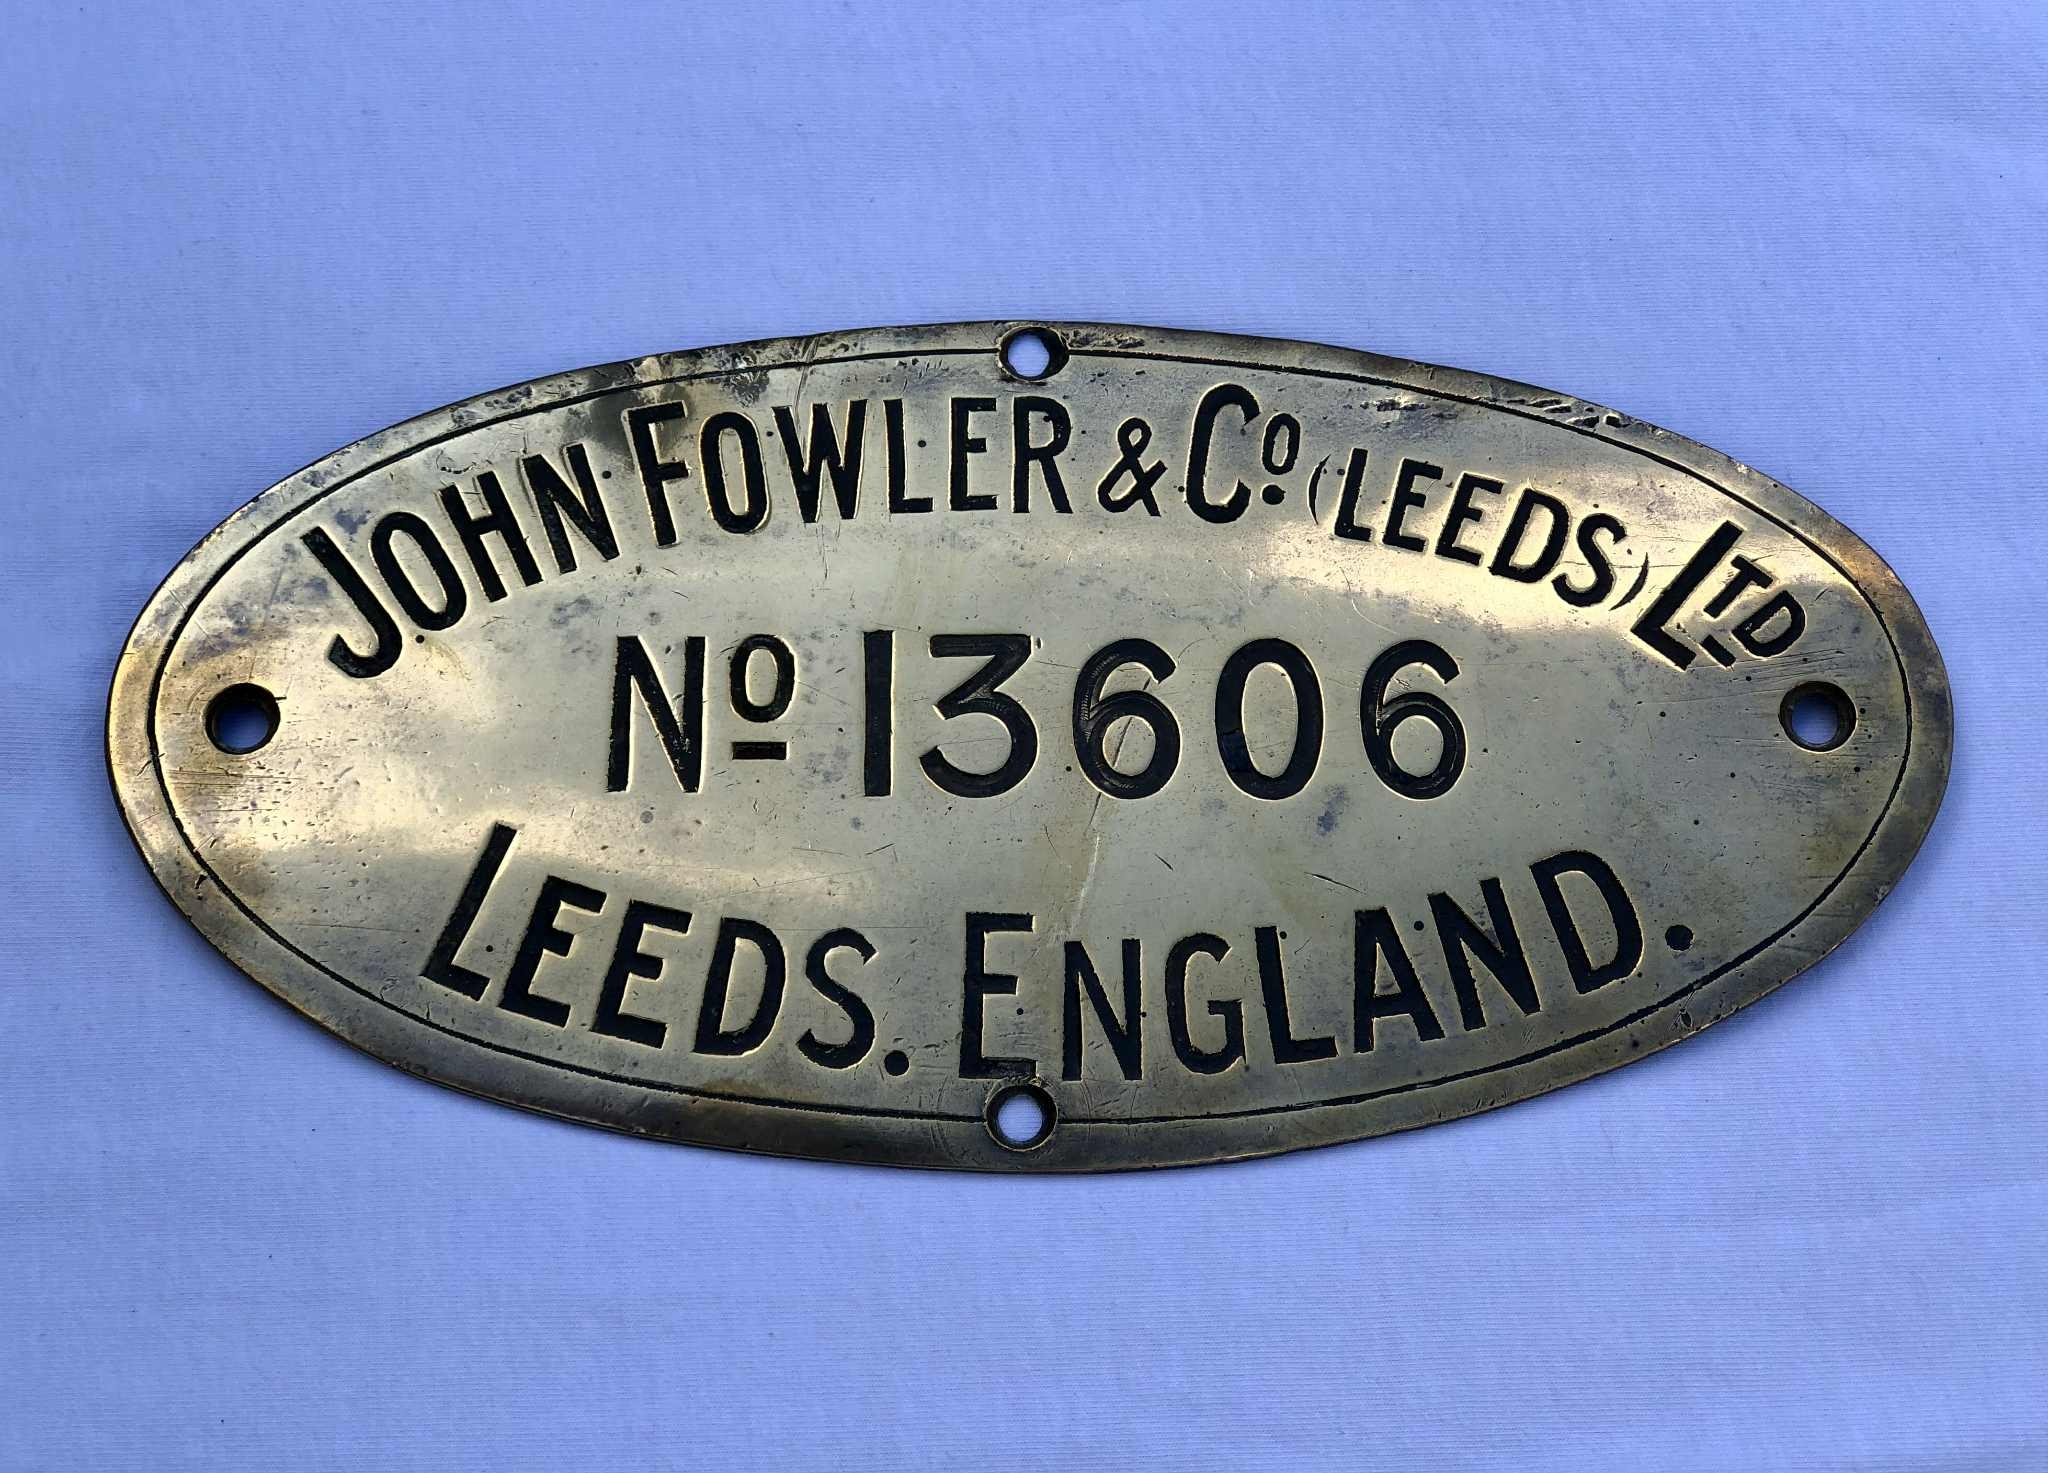 JOHN FOWLER & Co (LEEDS) LTD
No 13606
LEEDS. ENGLAND.